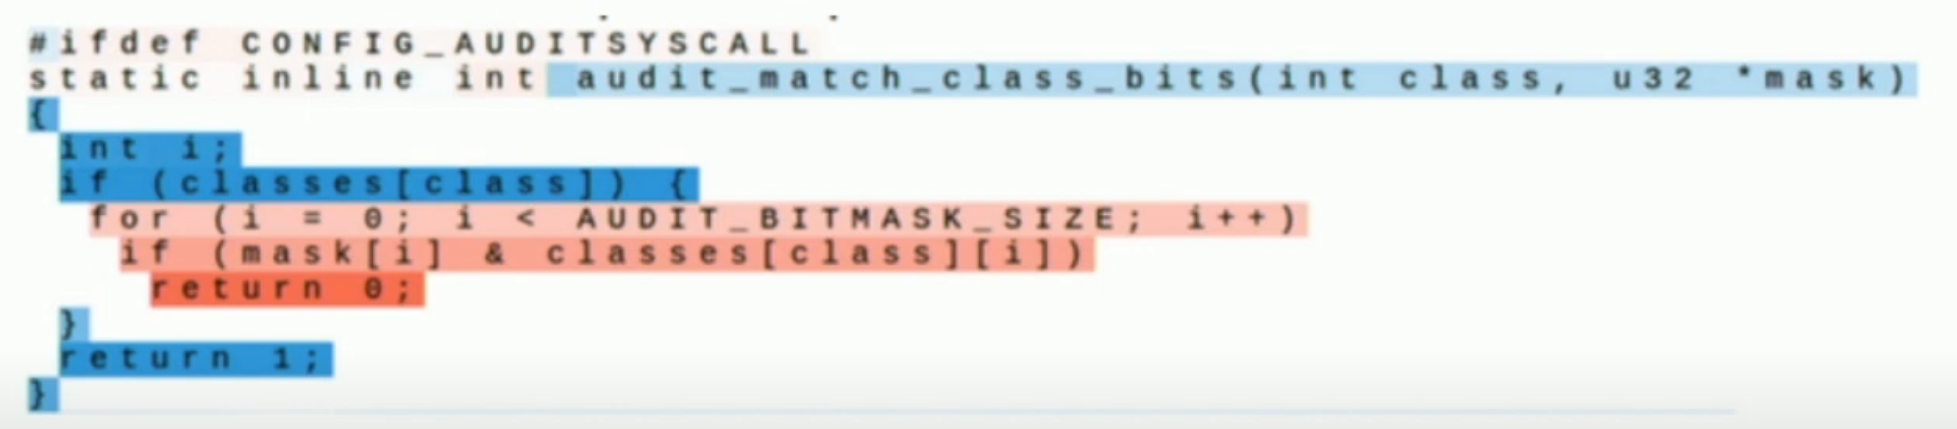 #ifdef CONFIG_AUDITSYSCALL
static inline int audit_match_class_bits(int class, u32 *mask)
{
  int i;
  if (classes[class]) {
    for (i = 0; i < AUDIT_BITMASK_SIZE; i++)
      if (mask[i] & classes[class][i])
        return 0;
  }
  return 1;
}